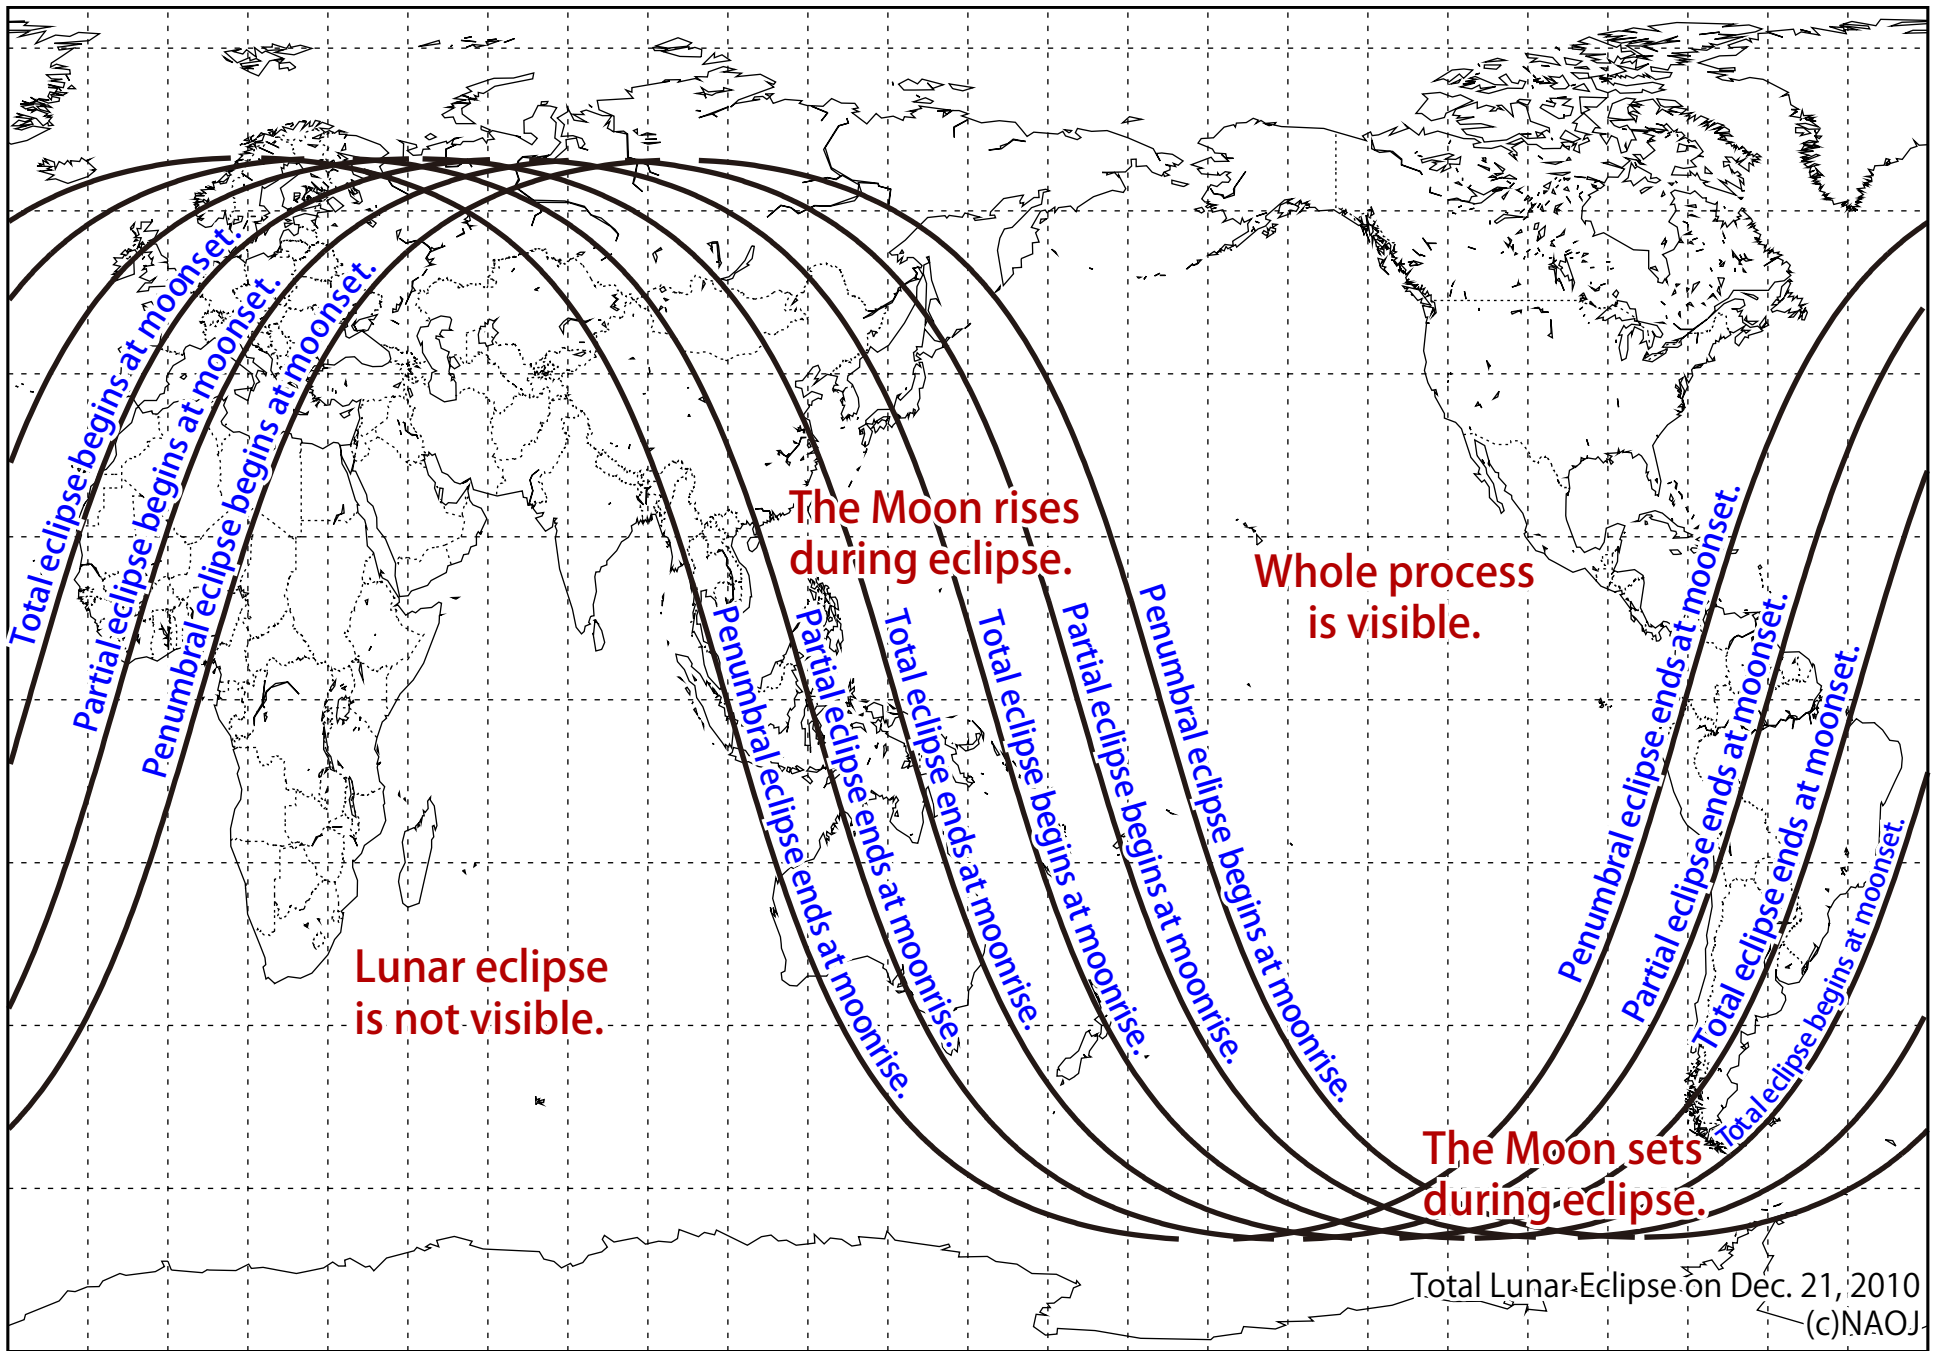 Total eclipse begins at moonset.
Partial eclipse begins at moonset.
Penumbral eclipse begins at moonset.
The Moon rises
during eclipse.
Whole process
is visible.
Penumbral eclipse ends at moonrise.
Partial eclipse ends at moonrise.
Total eclipse ends at moonrise.
Total eclipse begins at moonrise.
Partial eclipse begins at moonrise.
Penumbral eclipse begins at moonrise.
Penumbral eclipse ends at moonset.
Partial eclipse ends at moonset.
Total eclipse ends at moonset.
Total eclipse begins at moonset.
Lunar eclipse
is not visible.
The Moon sets
during eclipse.
Total Lunar Eclipse on Dec. 21, 2010
(c)NAOJ